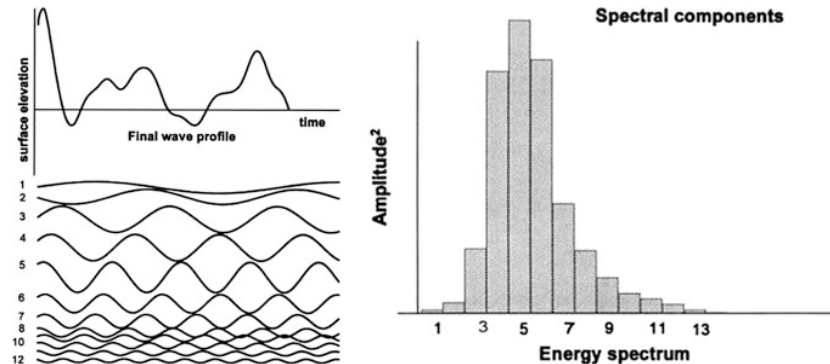 Spectral components
surface elevation
Final wave profile
time
1
2
3
4
5
6
7
8
10
12
Amplitude²
1 3 5 7 9 11 13
Energy spectrum